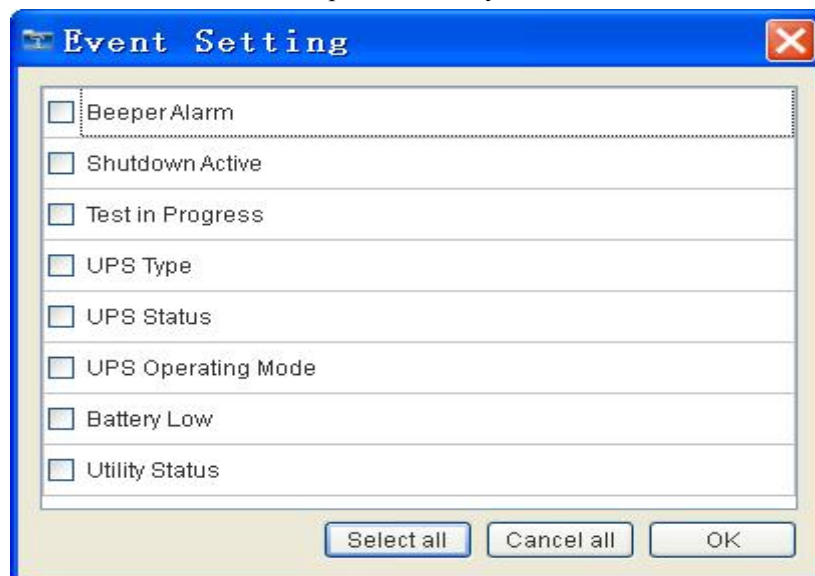 Event Setting
Beeper Alarm
Shutdown Active
Test in Progress
UPS Type
UPS Status
UPS Operating Mode
Battery Low
Utility Status
Select all Cancel all OK